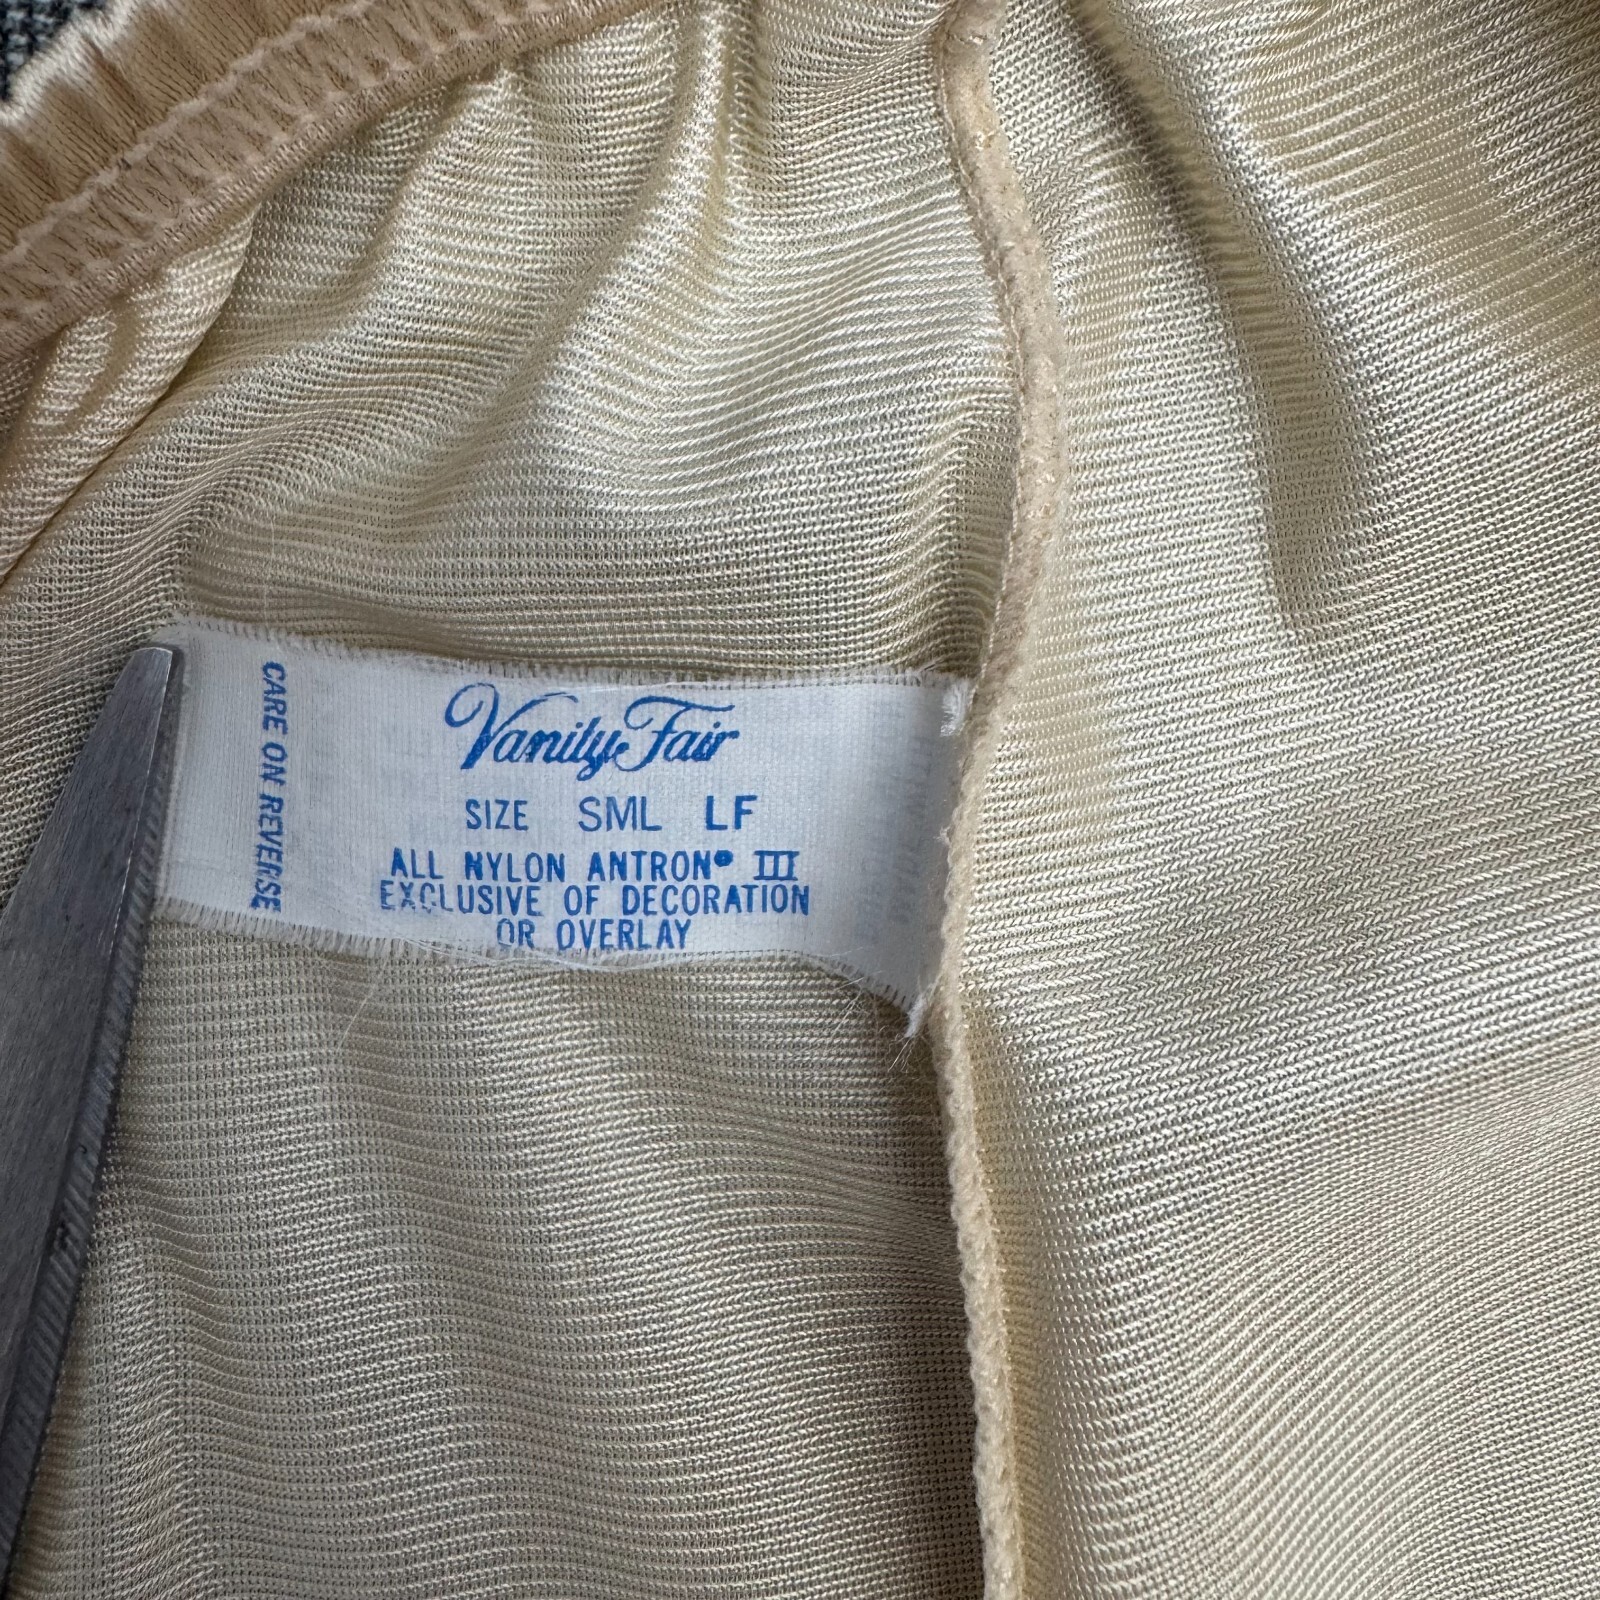 CARE ON REVERSE
Vanity Fair
SIZE SML LF
ALL NYLON ANTRON® III
EXCLUSIVE OF DECORATION
OR OVERLAY